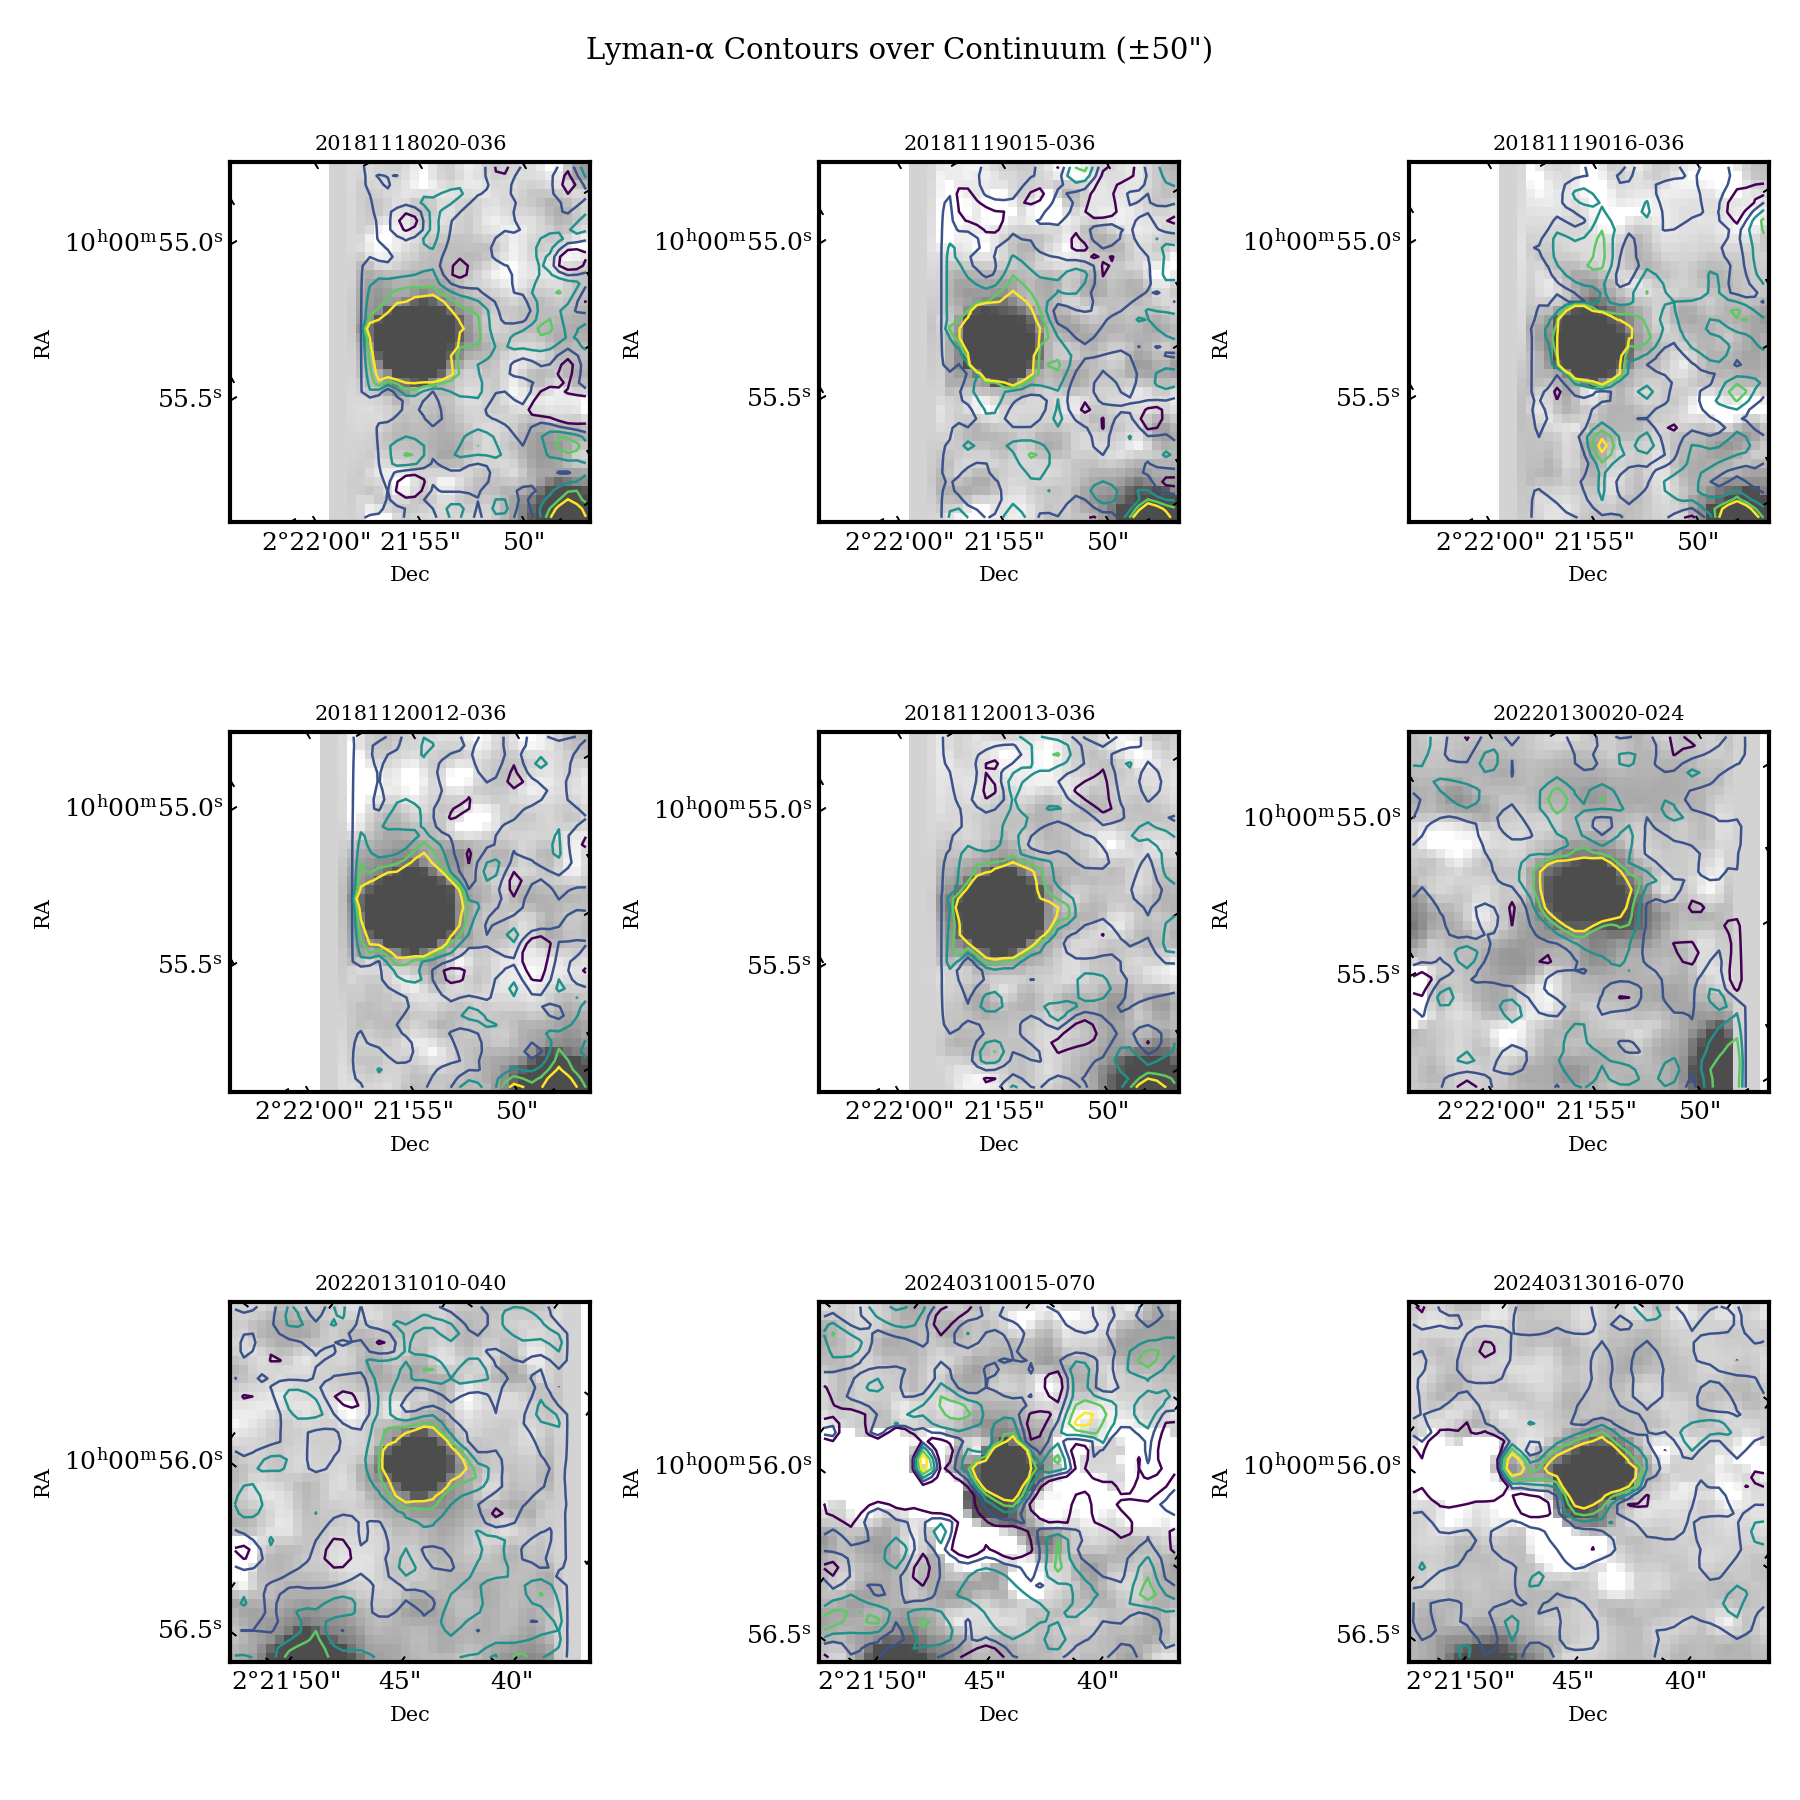 Lyman-α Contours over Continuum (±50")
20181118020-036 20181119015-036 20181119016-036
10ʰ00ᵐ55.0ˢ 10ʰ00ᵐ55.0ˢ 10ʰ00ᵐ55.0ˢ
RA RA RA
55.5ˢ 55.5ˢ 55.5ˢ
2°22'00" 21'55" 50" 2°22'00" 21'55" 50" 2°22'00" 21'55" 50"
Dec Dec Dec
20181120012-036 20181120013-036 20220130020-024
10ʰ00ᵐ55.0ˢ 10ʰ00ᵐ55.0ˢ 10ʰ00ᵐ55.0ˢ
RA RA RA
55.5ˢ 55.5ˢ 55.5ˢ
2°22'00" 21'55" 50" 2°22'00" 21'55" 50" 2°22'00" 21'55" 50"
Dec Dec Dec
20220131010-040 20240310015-070 20240313016-070
10ʰ00ᵐ56.0ˢ 10ʰ00ᵐ56.0ˢ 10ʰ00ᵐ56.0ˢ
RA RA RA
56.5ˢ 56.5ˢ 56.5ˢ
2°21'50" 45" 40" 2°21'50" 45" 40" 2°21'50" 45" 40"
Dec Dec Dec